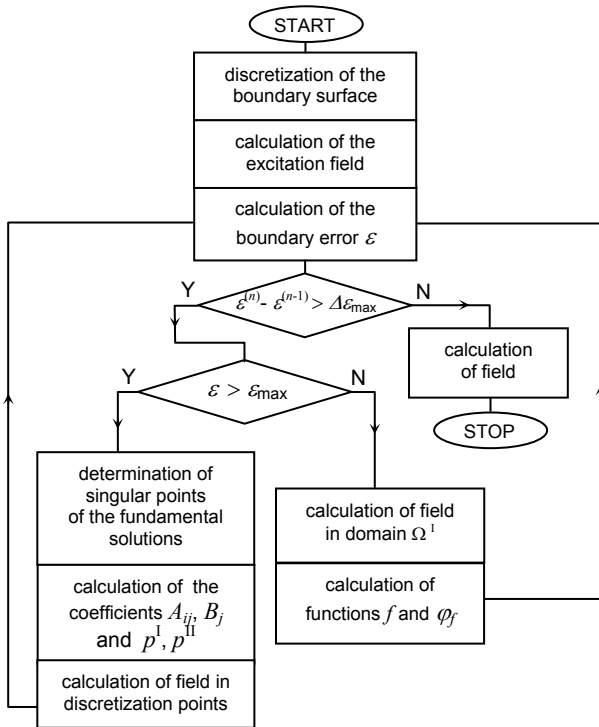 START
discretization of the
boundary surface
calculation of the
excitation field
calculation of the
boundary error ε
Y
ε⁽ⁿ⁾- ε⁽ⁿ⁻¹⁾ > Δεmax
N
calculation
of field
STOP
Y
ε > εmax
N
determination of
singular points
of the fundamental
solutions
calculation of the
coefficients Aᵢⱼ, Bⱼ
and pᴵ, pᴵᴵ
calculation of field in
discretization points
calculation of field
in domain Ω ᴵ
calculation of
functions f and φf